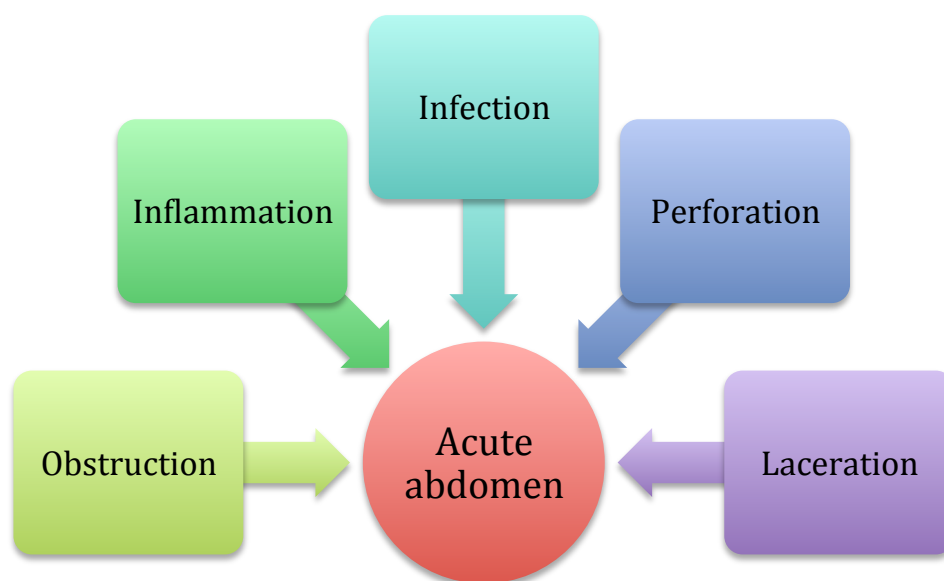 Infection
Inflammation
Perforation
Obstruction
Acute
abdomen
Laceration